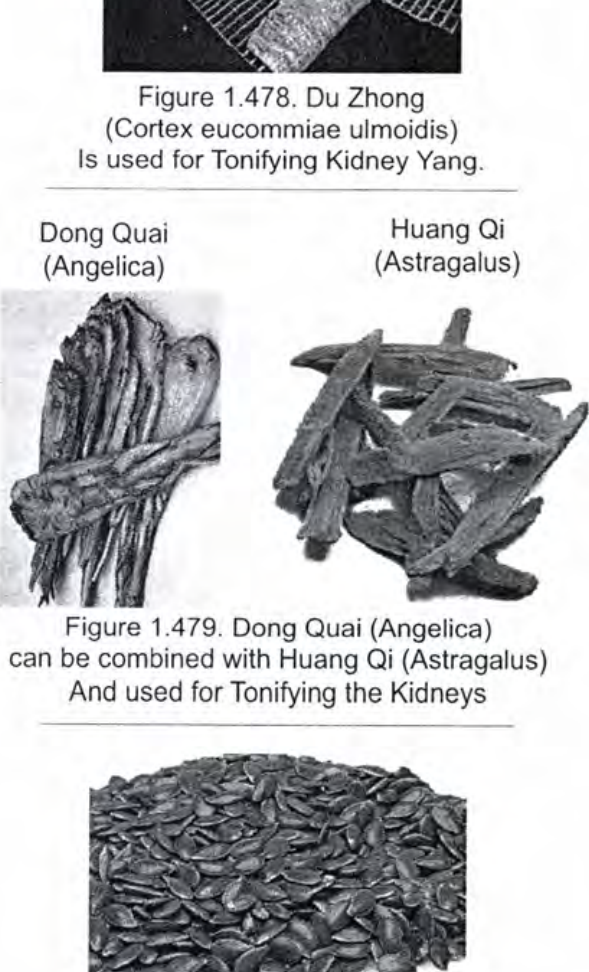 Figure 1.478. Du Zhong
(Cortex eucommiae ulmoidis)
Is used for Tonifying Kidney Yang.
Dong Quai
(Angelica)
Huang Qi
(Astragalus)
Figure 1.479. Dong Quai (Angelica)
can be combined with Huang Qi (Astragalus)
And used for Tonifying the Kidneys